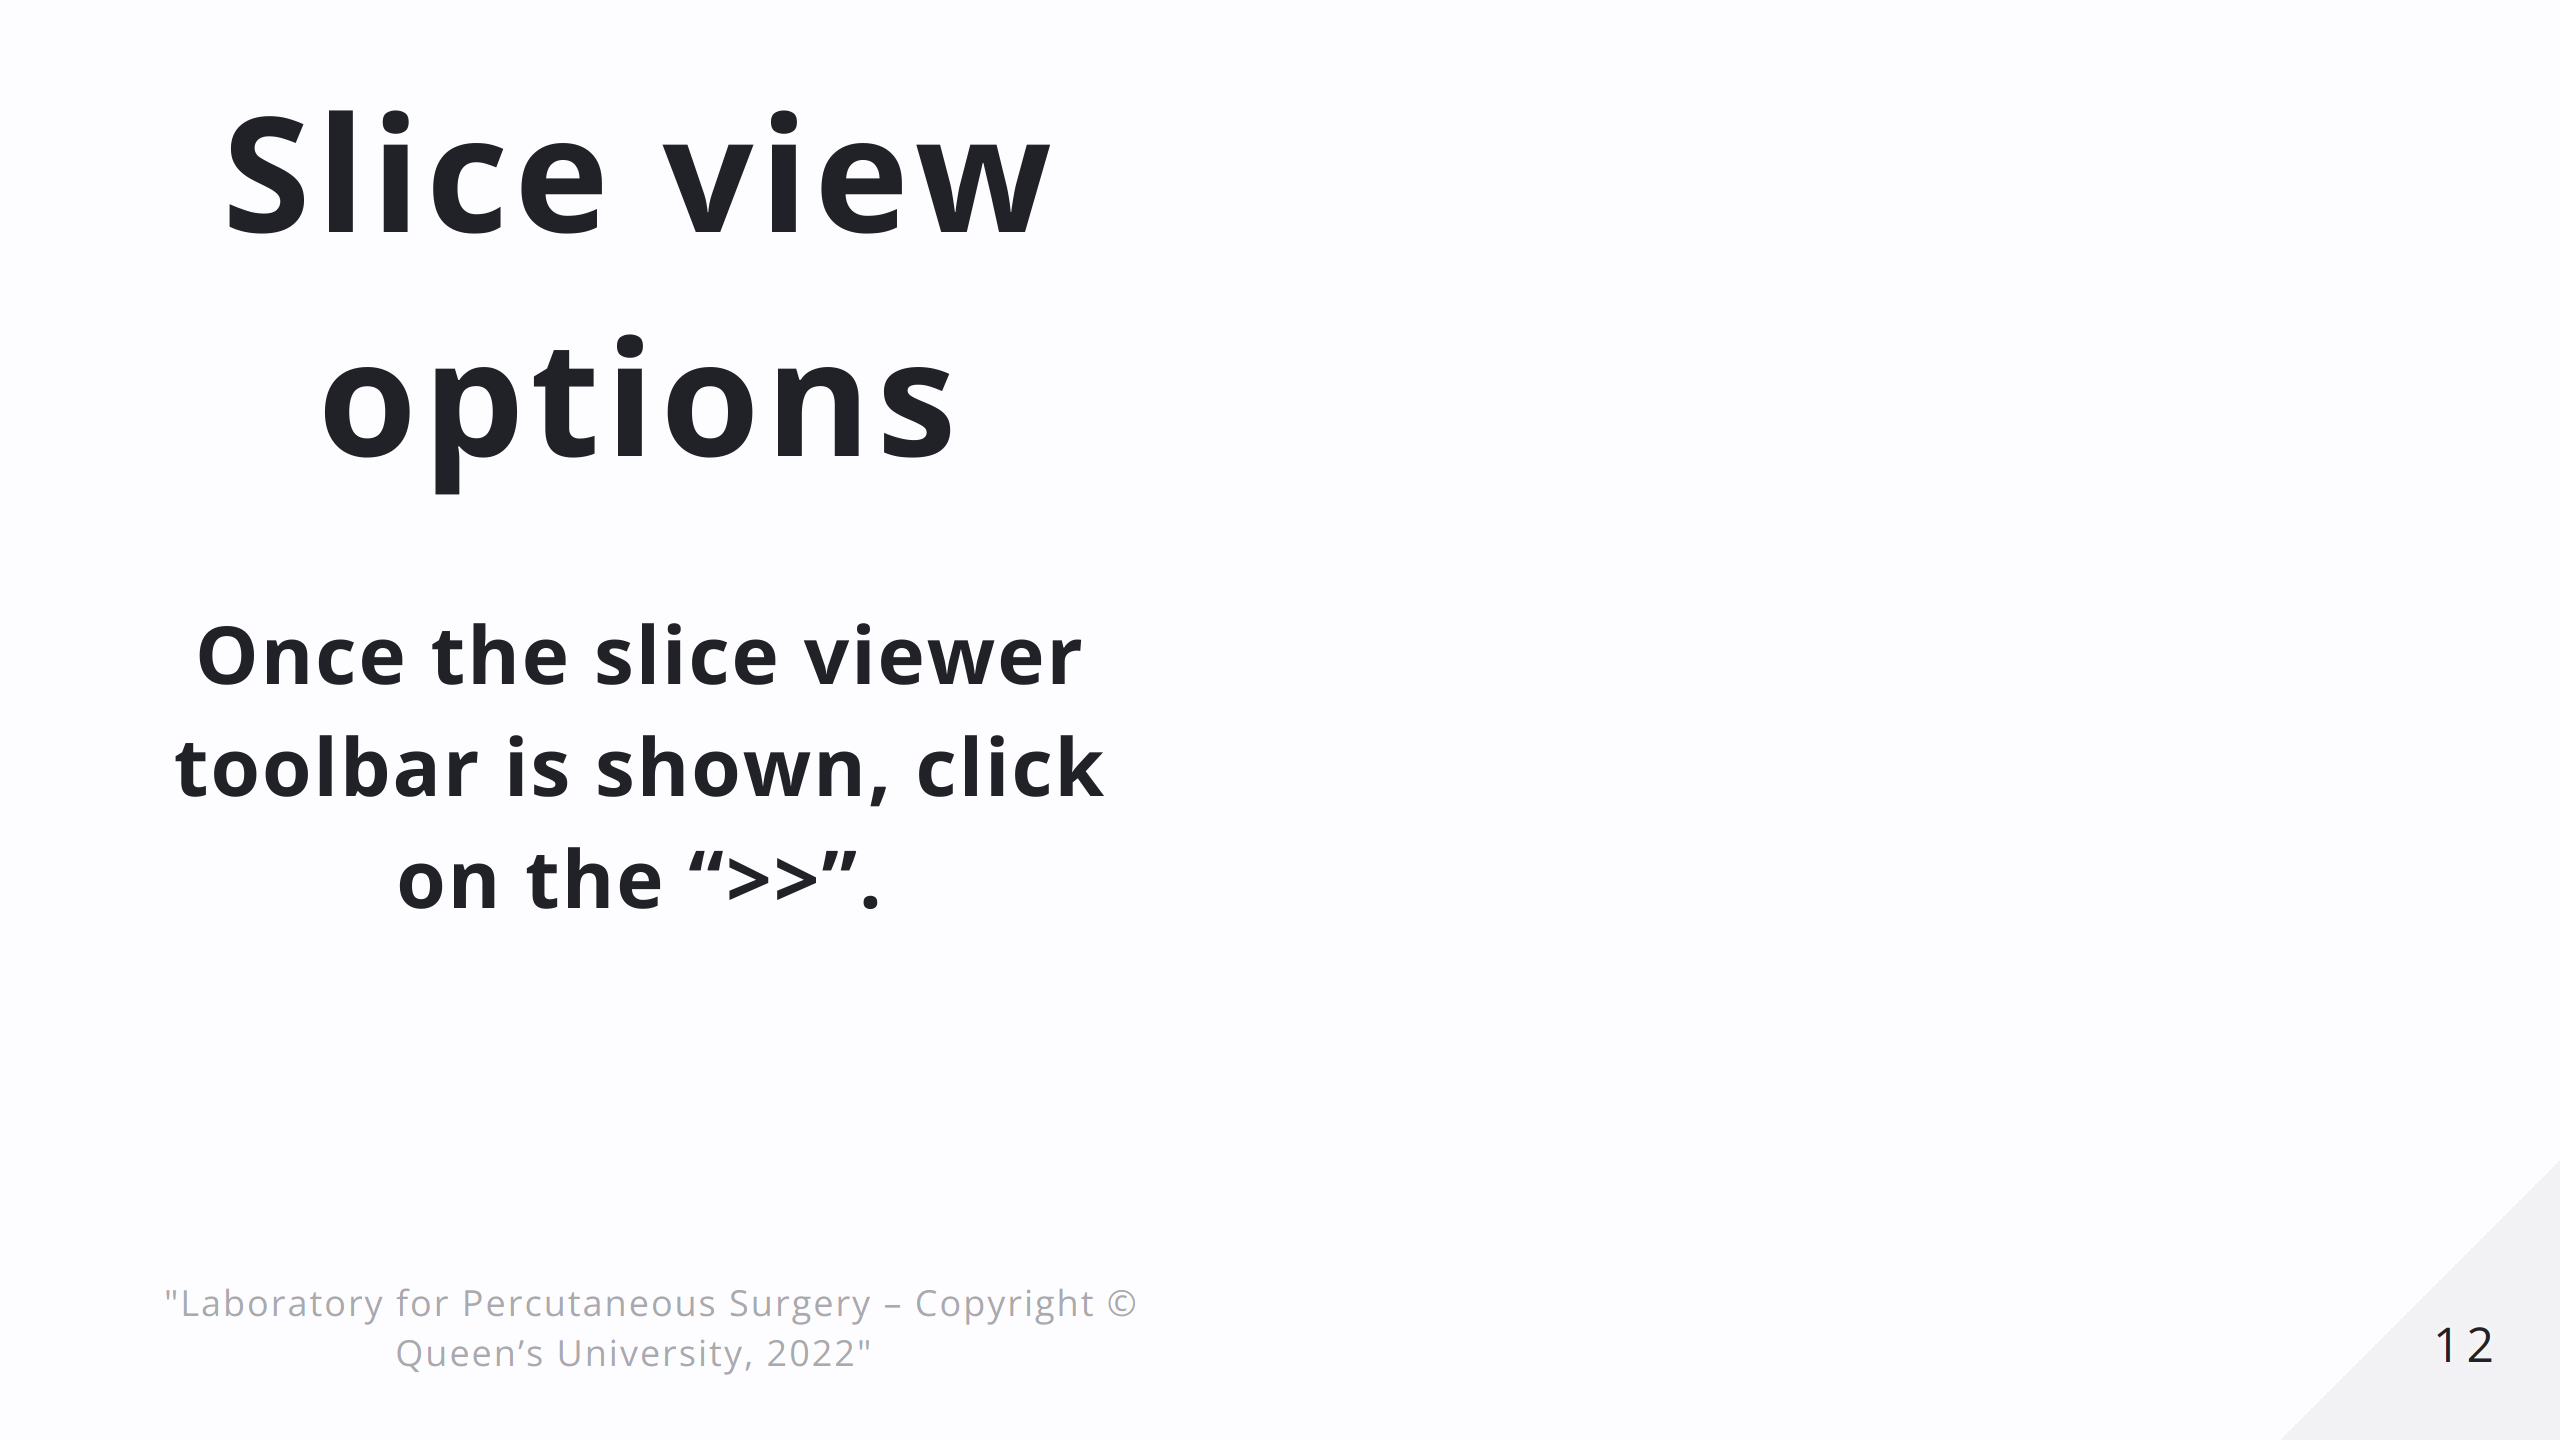 Slice view
options
Once the slice viewer
toolbar is shown, click
on the “>>”.
"Laboratory for Percutaneous Surgery – Copyright ©
Queen’s University, 2022"
12